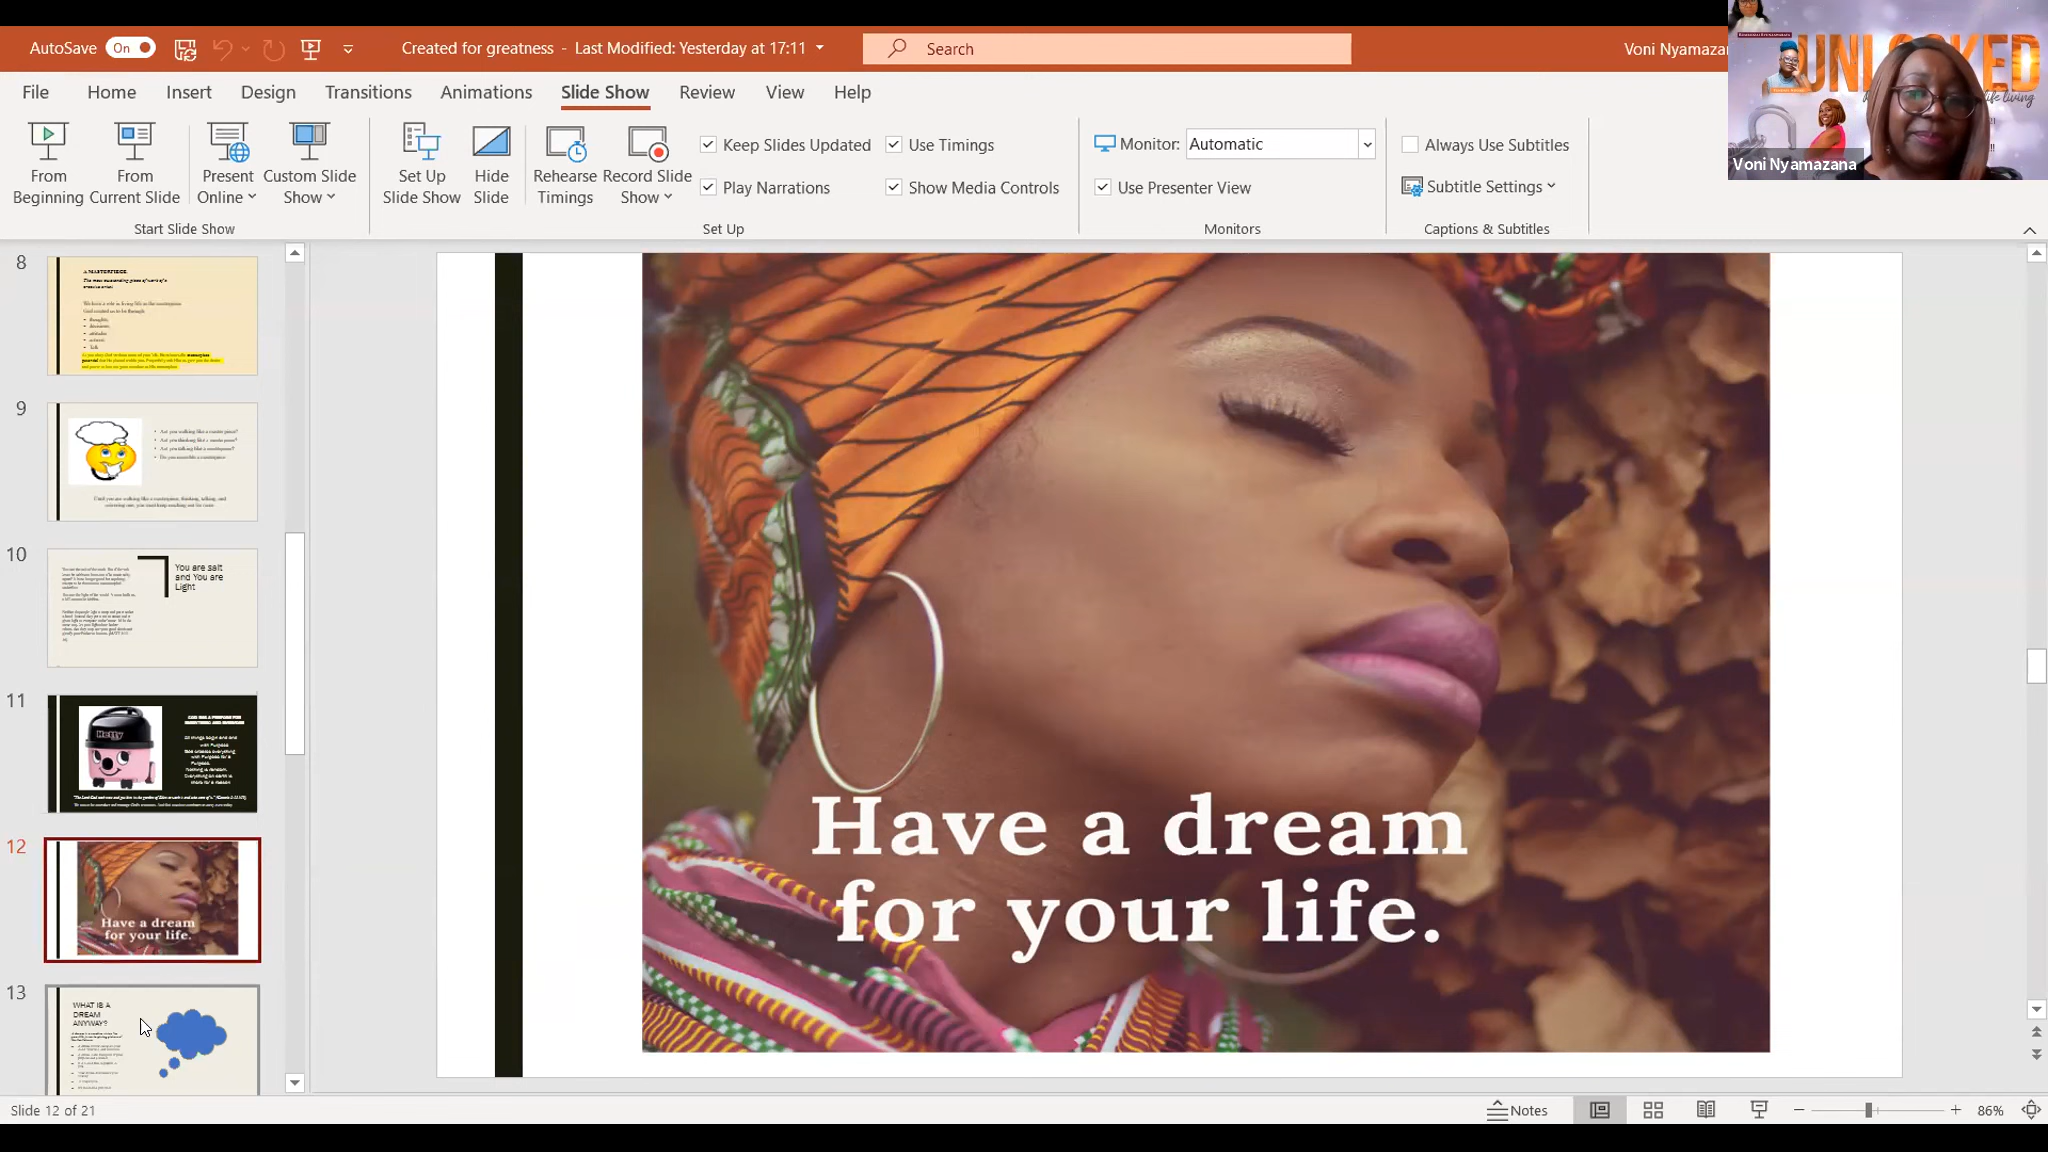 AutoSave On Created for greatness - Last Modified: Yesterday at 17:11 Search Voni Nyamazan
UNLOCKED
life living
Voni Nyamazana
File Home Insert Design Transitions Animations Slide Show Review View Help
From Beginning
From Current Slide
Present Online
Custom Slide Show
Set Up Slide Show
Hide Slide
Rehearse Timings
Record Slide Show
Keep Slides Updated
Use Timings
Play Narrations
Show Media Controls
Monitor: Automatic
Use Presenter View
Always Use Subtitles
Subtitle Settings
Start Slide Show Set Up Monitors Captions & Subtitles
8
A MASTERPIECE
9
10
You are salt
and You are
Light
11
Hetty
12
Have a dream
for your life.
13
WHAT IS A
DREAM
ANYWAY?
Have a dream
for your life.
Slide 12 of 21 Notes 86%